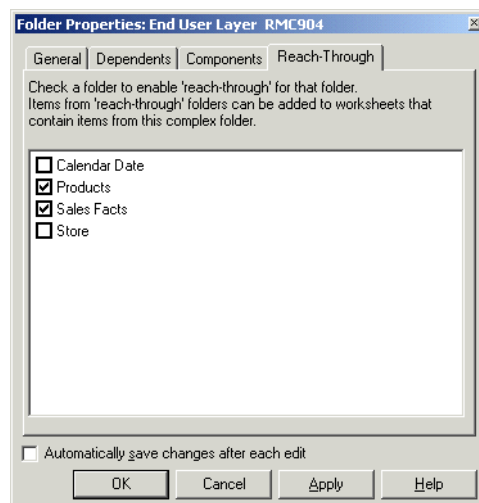 Folder Properties: End User Layer RMC904
General Dependents Components Reach-Through
Check a folder to enable 'reach-through' for that folder.
Items from 'reach-through' folders can be added to worksheets that
contain items from this complex folder.
Calendar Date
Products
Sales Facts
Store
Automatically save changes after each edit
OK Cancel Apply Help